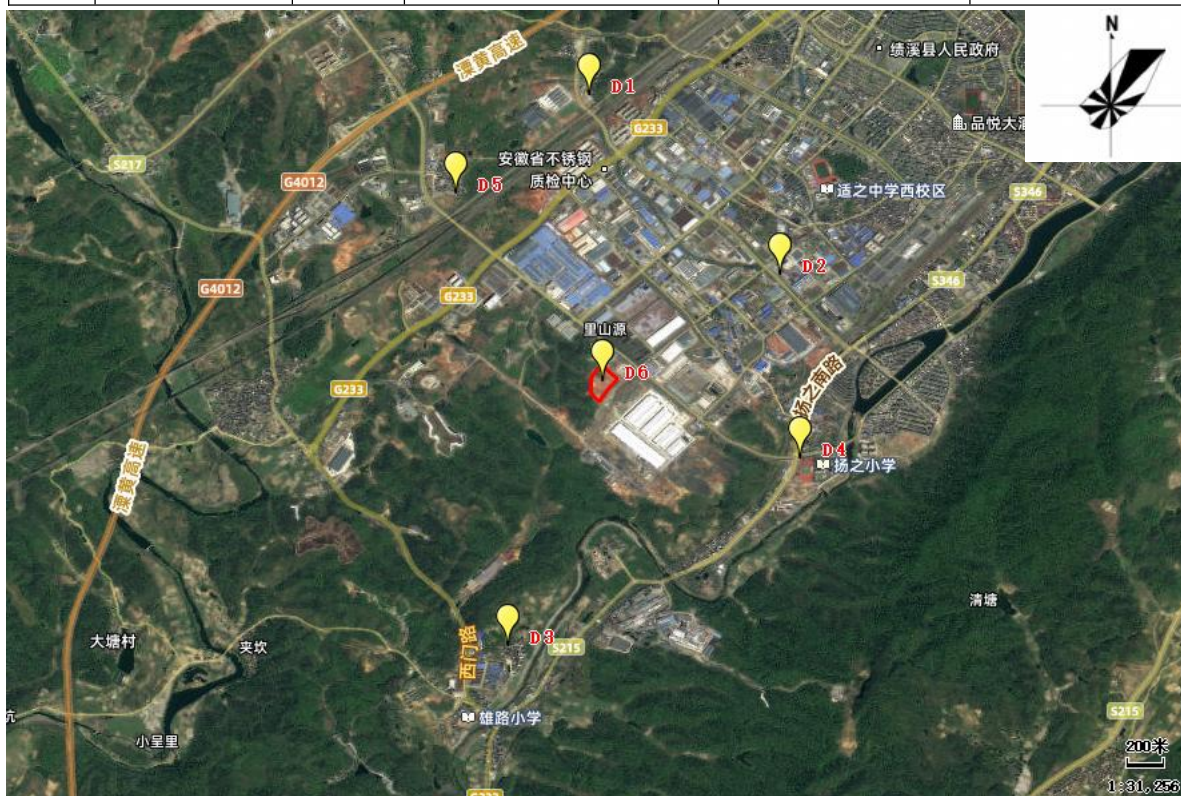 N
溧黄高速
绩溪县人民政府
D1
G233
品悦大酒
S217
安徽省不锈钢
质检中心
G4012
D5
适之中学西校区
S346
D2
G4012
G233
S346
里山源
D6
G233
扬之南路
D4
扬之小学
溧黄高速
清塘
大塘村
夹坎
西门路
D3
S215
雄路小学
S215
坑
小呈里
200米
G233
1:31,256